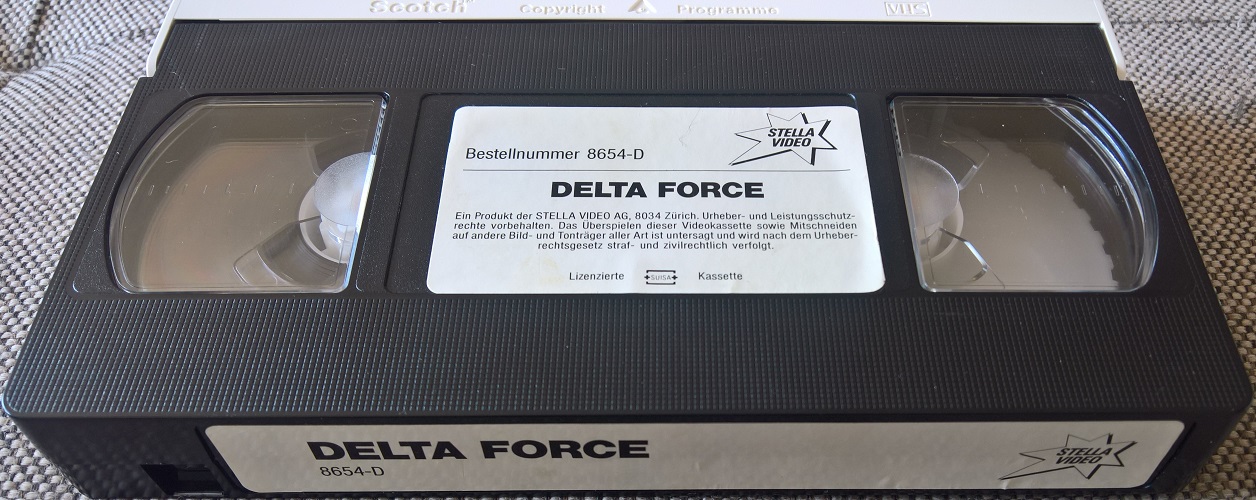 Scotch Copyright Programme VHS
STELLA
VIDEO
Bestellnummer 8654-D
DELTA FORCE
Ein Produkt der STELLA VIDEO AG, 8034 Zürich. Urheber- und Leistungsschutz-
rechte vorbehalten. Das Überspielen dieser Videokassette sowie Mitschneiden
auf andere Bild- und Tonträger aller Art ist untersagt und wird nach dem Urheber-
rechtsgesetz straf- und zivilrechtlich verfolgt.
Lizenzierte SUISA Kassette
DELTA FORCE
8654-D
STELLA
VIDEO